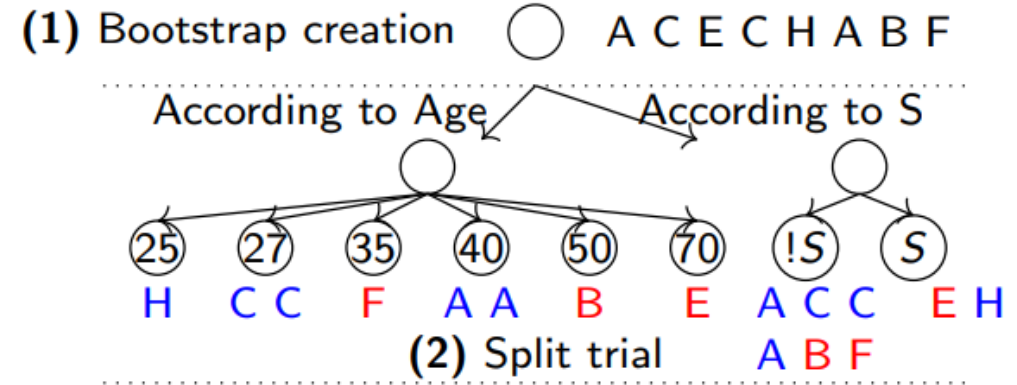 (1) Bootstrap creation A C E C H A B F
According to Age According to S
25 27 35 40 50 70 !S S
H C C F A A B E A C C E H
(2) Split trial A B F